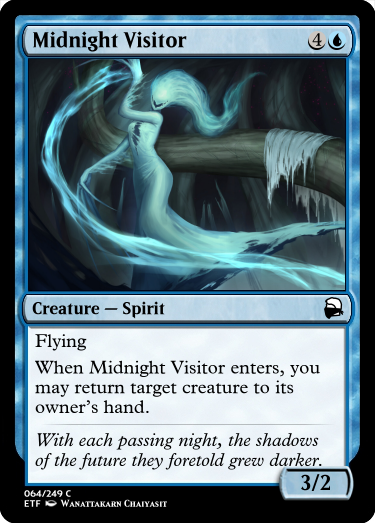 Midnight Visitor 4
Creature — Spirit
Flying
When Midnight Visitor enters, you
may return target creature to its
owner's hand.
With each passing night, the shadows
of the future they foretold grew darker.
3/2
064/249 C
ETF Wanattakarn Chaiyasit